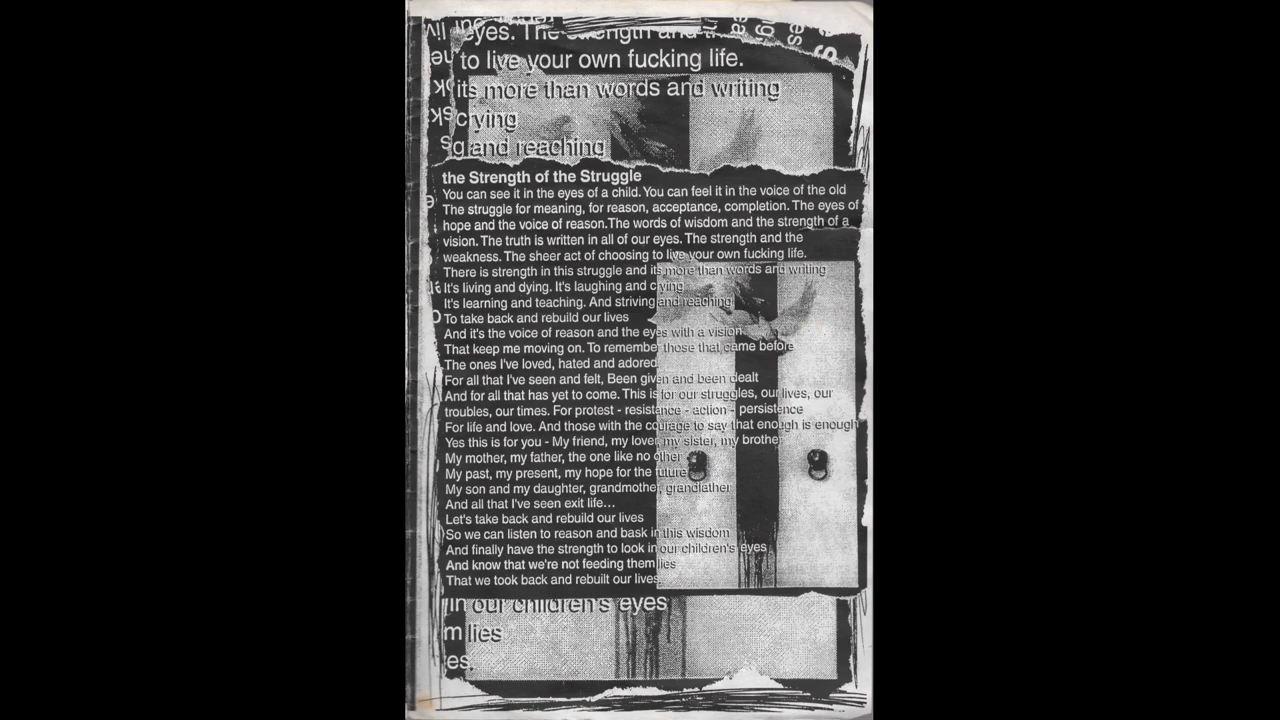 eyes. The strength and
to live your own fucking life.
its more than words and writing
crying
g and reaching
the Strength of the Struggle
You can see it in the eyes of a child. You can feel it in the voice of the old
The struggle for meaning, for reason, acceptance, completion. The eyes of
hope and the voice of reason. The words of wisdom and the strength of a
vision. The truth is written in all of our eyes. The strength and the
weakness. The sheer act of choosing to live your own fucking life.
There is strength in this struggle and its more than words and writing
It's living and dying. It's laughing and crying
It's learning and teaching. And striving and reaching
To take back and rebuild our lives
And it's the voice of reason and the eyes with a vision
That keep me moving on. To remember those that came before
The ones I've loved, hated and adored
For all that I've seen and felt, Been given and been dealt
And for all that has yet to come. This is for our struggles, our lives, our
troubles, our times. For protest - resistance - action - persistence
For life and love. And those with the courage to say that enough is enough
Yes this is for you - My friend, my lover, my sister, my brother
My mother, my father, the one like no other
My past, my present, my hope for the future
My son and my daughter, grandmother, grandfather
And all that I've seen exit life...
Let's take back and rebuild our lives
So we can listen to reason and bask in this wisdom
And finally have the strength to look in our children's eyes
And know that we're not feeding them lies
That we took back and rebuilt our lives.
in our children's eyes
m lies
es.